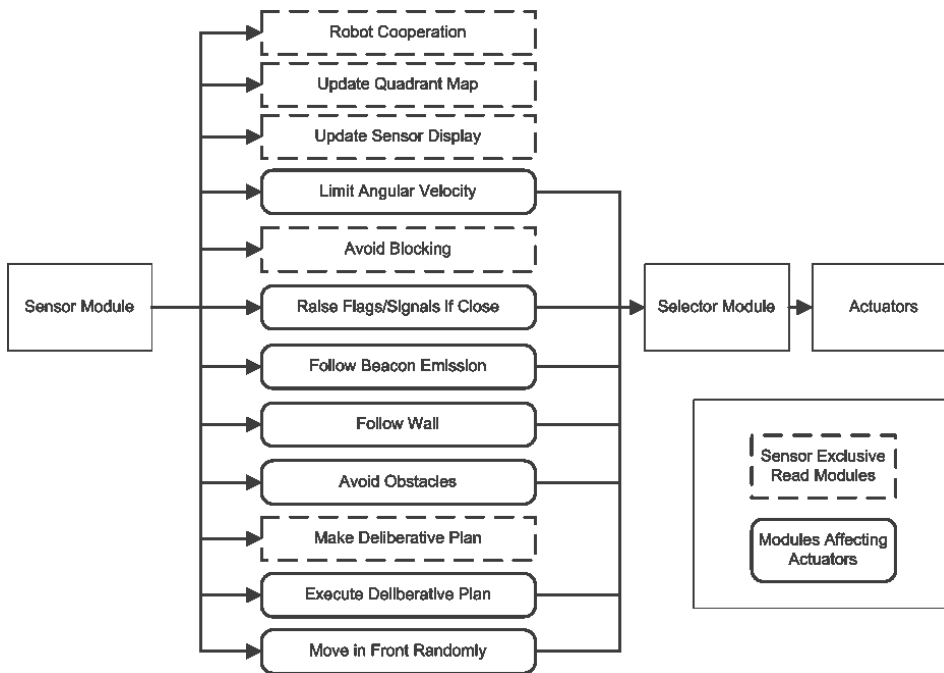 Robot Cooperation
Update Quadrant Map
Update Sensor Display
Limit Angular Velocity
Avoid Blocking
Sensor Module
Raise Flags/Signals If Close
Selector Module
Actuators
Follow Beacon Emission
Follow Wall
Avoid Obstacles
Make Deliberative Plan
Execute Deliberative Plan
Move in Front Randomly
Sensor Exclusive
Read Modules
Modules Affecting
Actuators